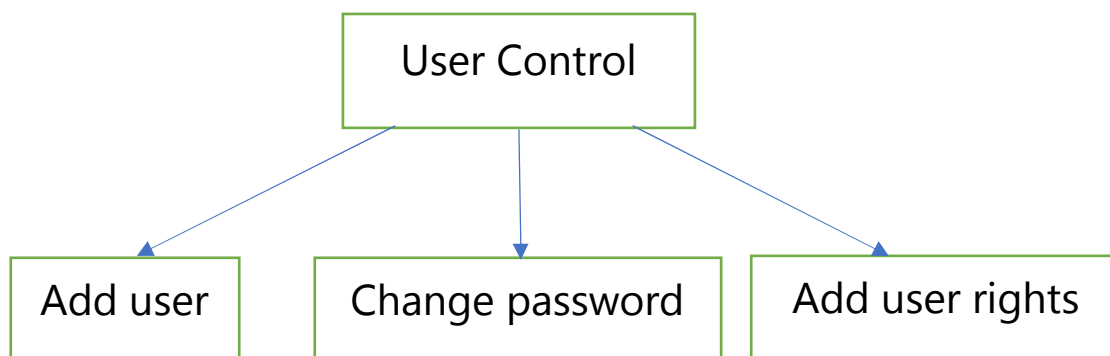 User Control
Add user
Change password
Add user rights